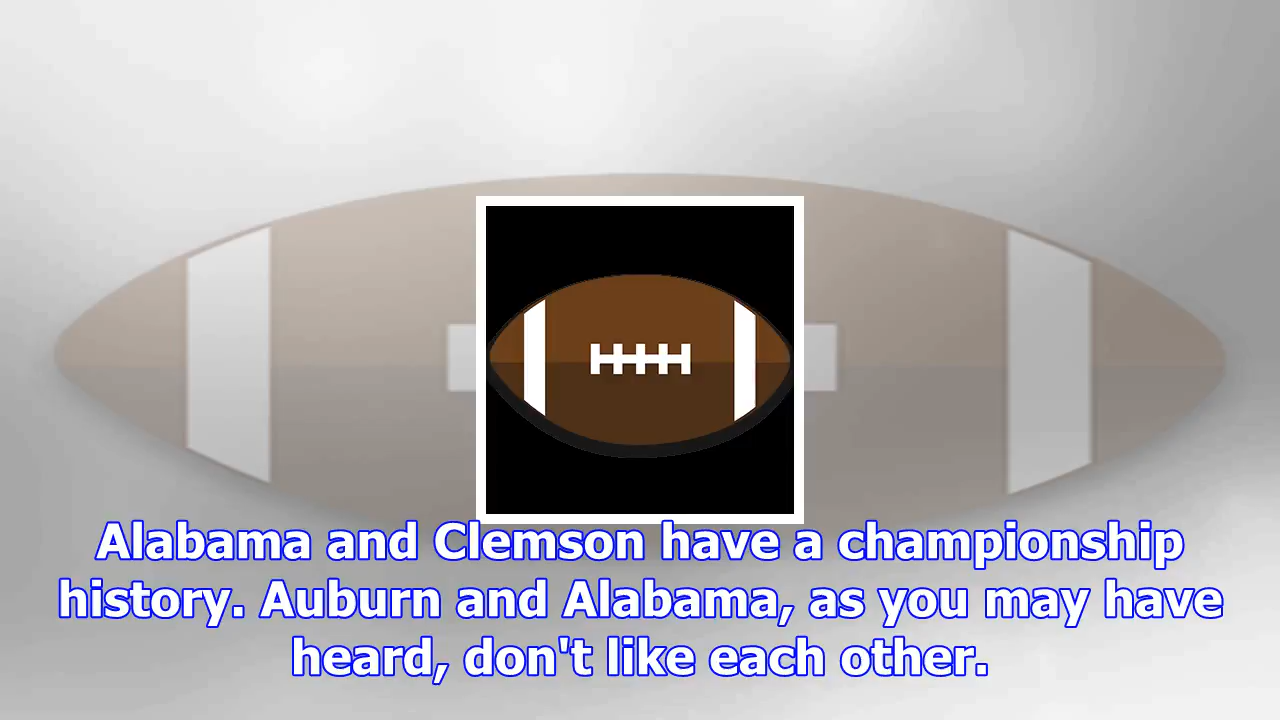 Alabama and Clemson have a championship
history. Auburn and Alabama, as you may have
heard, don't like each other.